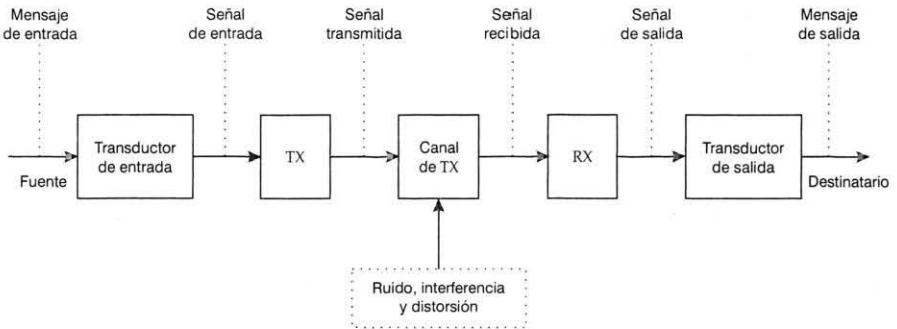 Mensaje
de entrada
Señal
de entrada
Señal
transmitida
Señal
recibida
Señal
de salida
Mensaje
de salida
Fuente
Transductor
de entrada
TX
Canal
de TX
RX
Transductor
de salida
Destinatario
Ruido, interferencia
y distorsión